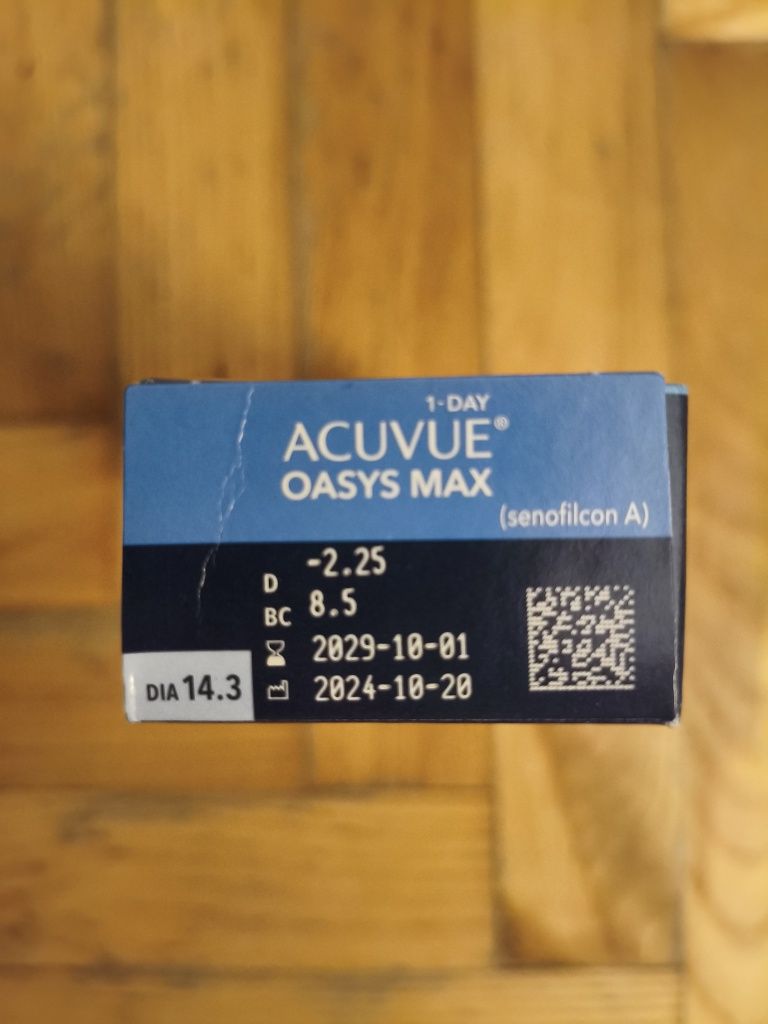 1-DAY
ACUVUE®
OASYS MAX
(senofilcon A)
D -2.25
BC 8.5
2029-10-01
2024-10-20
DIA 14.3